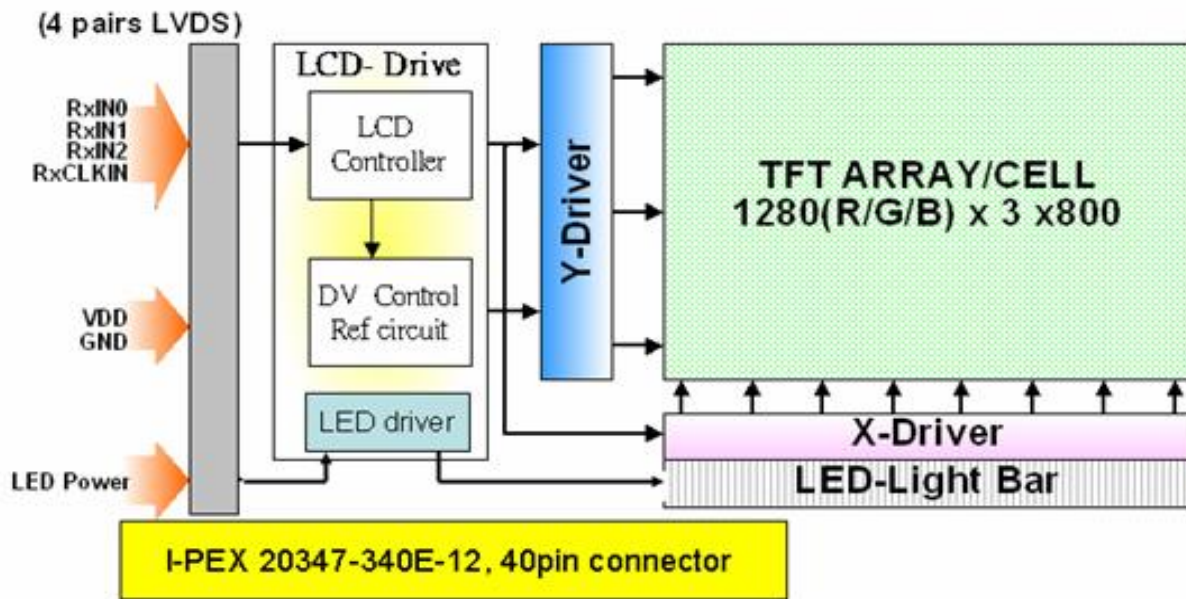 (4 pairs LVDS)
RxIN0
RxIN1
RxIN2
RxCLKIN
VDD
GND
LED Power
LCD- Drive
LCD
Controller
DV Control
Ref circuit
LED driver
Y-Driver
TFT ARRAY/CELL
1280(R/G/B) x 3 x800
X-Driver
LED-Light Bar
I-PEX 20347-340E-12, 40pin connector